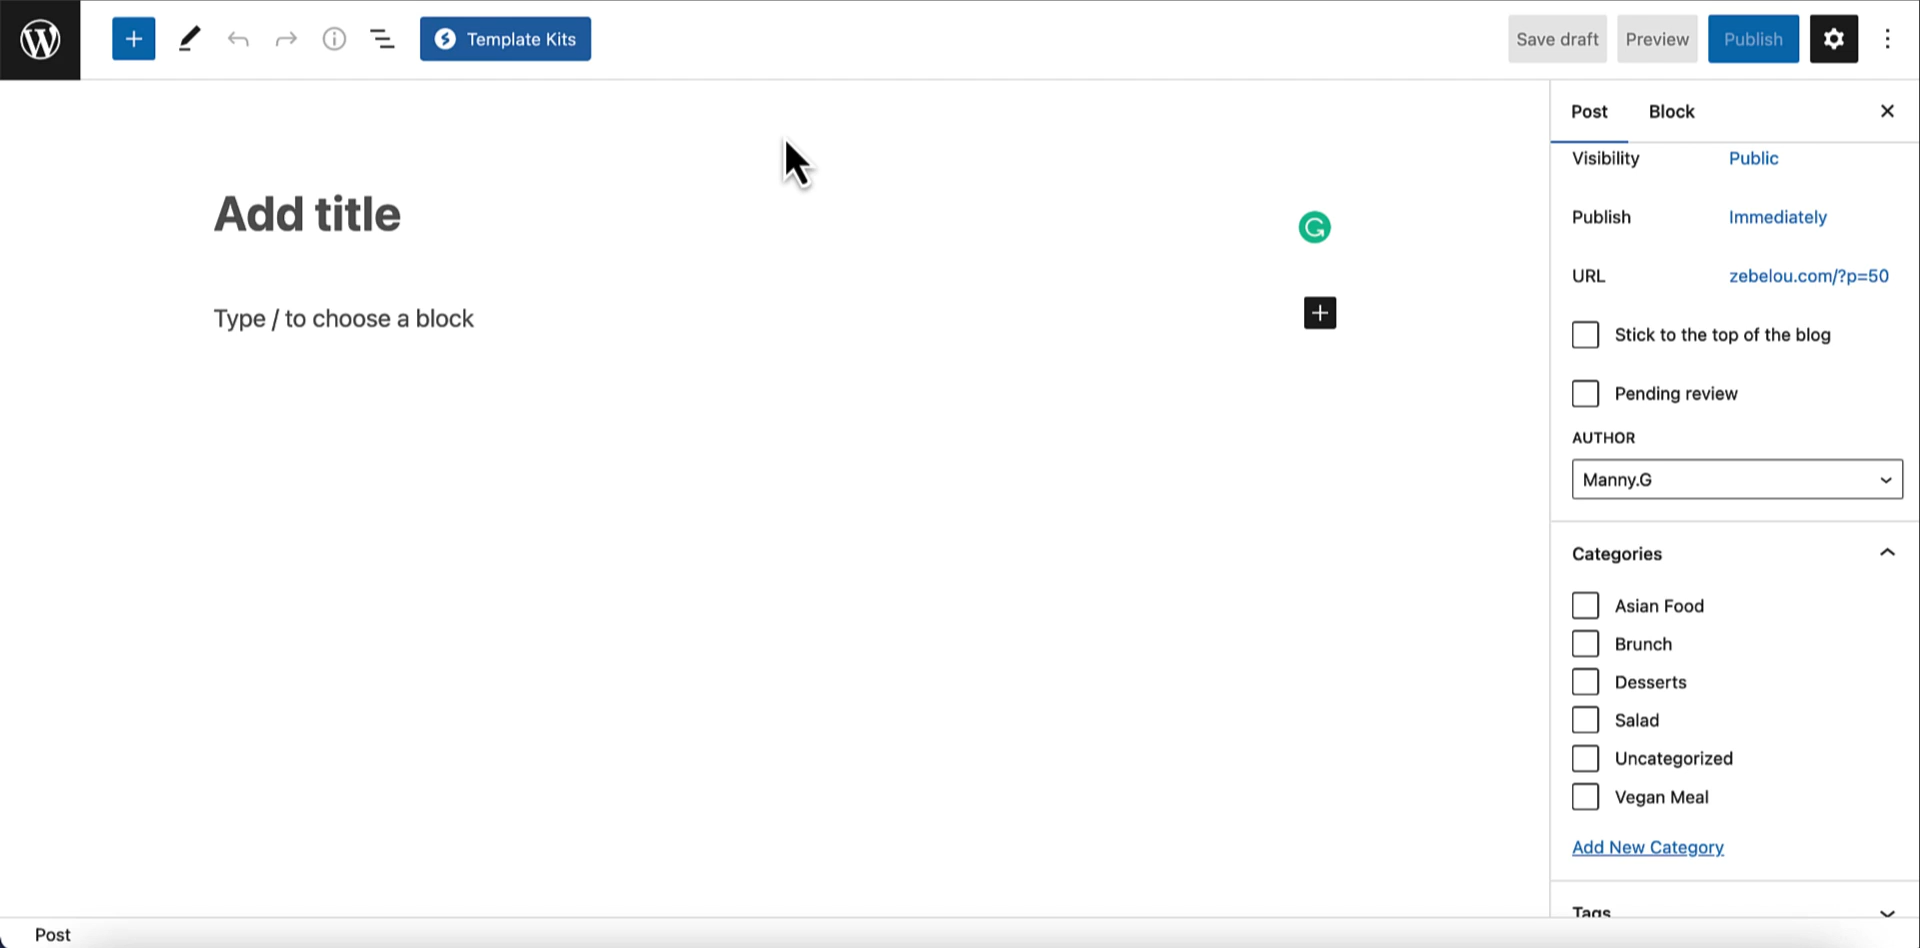 Template Kits
Save draft
Preview
Publish
Post
Block
Visibility
Public
Add title
Publish
Immediately
URL
zebelou.com/?p=50
Type / to choose a block
Stick to the top of the blog
Pending review
AUTHOR
Manny.G
Categories
Asian Food
Brunch
Desserts
Salad
Uncategorized
Vegan Meal
Add New Category
Tags
Post